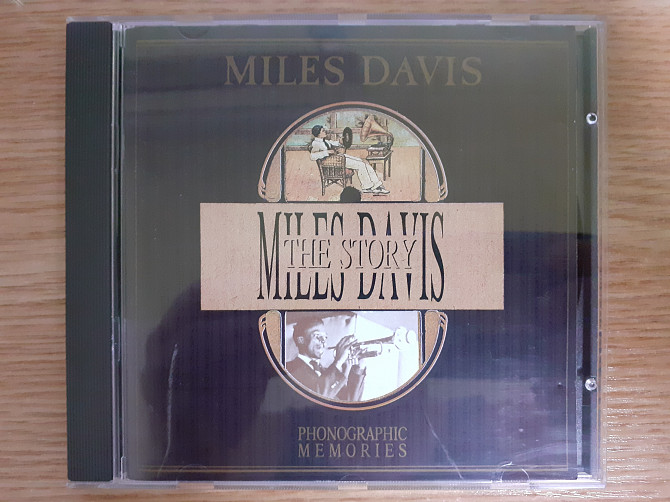 MILES DAVIS
MILES DAVIS
THE STORY
PHONOGRAPHIC
MEMORIES